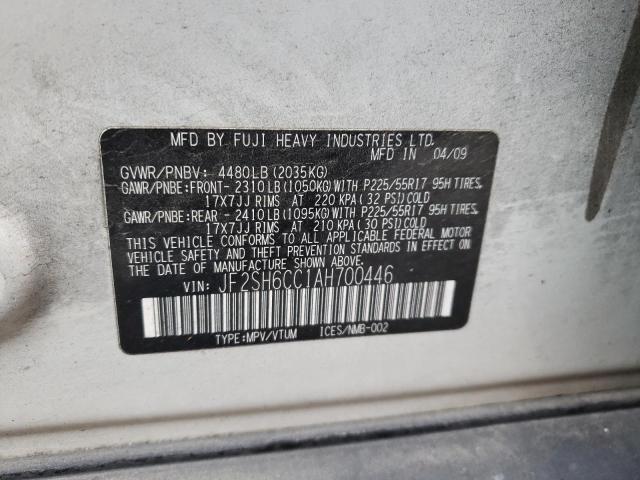 MFD BY FUJI HEAVY INDUSTRIES LTD.
MFD IN 04/09
GVWR/PNBV: 4480LB(2035KG)
GAWR/PNBE:FRONT- 2310LB(1050KG)WITH P225/55R17 95H TIRES,
17X7JJ RIMS AT 220 KPA(32 PSI)COLD
GAWR/PNBE:REAR - 2410LB(1095KG)WITH P225/55R17 95H TIRES,
17X7JJ RIMS AT 210 KPA(30 PSI)COLD
THIS VEHICLE CONFORMS TO ALL APPLICABLE FEDERAL MOTOR
VEHICLE SAFETY AND THEFT PREVENTION STANDARDS IN EFFECT
ON THE DATE OF MANUFACTURE SHOWN ABOVE.
VIN: JF2SH6CC1AH700446
TYPE:MPV/VTUM ICES/NMB-002